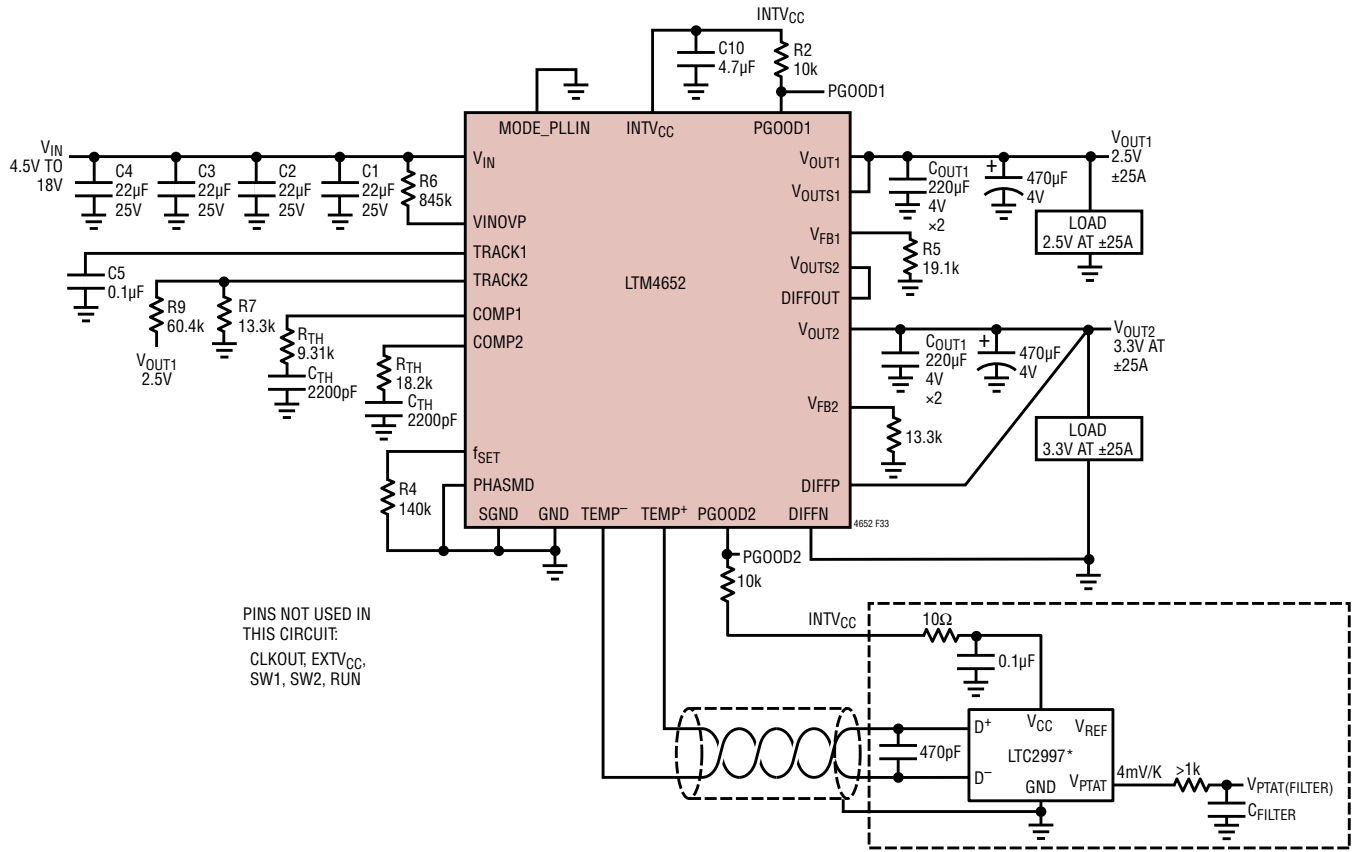 INTVCC
C10
4.7µF
R2
10k
PGOOD1
MODE_PLLIN
INTVCC
PGOOD1
VIN
4.5V TO
18V
C4
22µF
25V
C3
22µF
25V
C2
22µF
25V
C1
22µF
25V
R6
845k
VIN
VINOVP
TRACK1
TRACK2
COMP1
COMP2
fSET
PHASMD
SGND
GND
TEMP–
TEMP+
PGOOD2
DIFFN
LTM4652
VOUT1
VOUTS1
VFB1
VOUTS2
DIFFOUT
VOUT2
VFB2
DIFFP
C5
0.1µF
R9
60.4k
VOUT1
2.5V
R7
13.3k
RTH
9.31k
CTH
2200pF
RTH
18.2k
CTH
2200pF
R4
140k
COUT1
220µF
4V
×2
+
470µF
4V
VOUT1
2.5V
±25A
LOAD
2.5V AT ±25A
R5
19.1k
COUT1
220µF
4V
×2
+
470µF
4V
VOUT2
3.3V AT
±25A
13.3k
LOAD
3.3V AT ±25A
4652 F33
PGOOD2
10k
PINS NOT USED IN
THIS CIRCUIT:
CLKOUT, EXTVCC,
SW1, SW2, RUN
INTVCC
10Ω
0.1µF
470pF
D+
VCC
VREF
LTC2997*
D–
GND
VPTAT
4mV/K
>1k
VPTAT(FILTER)
CFILTER